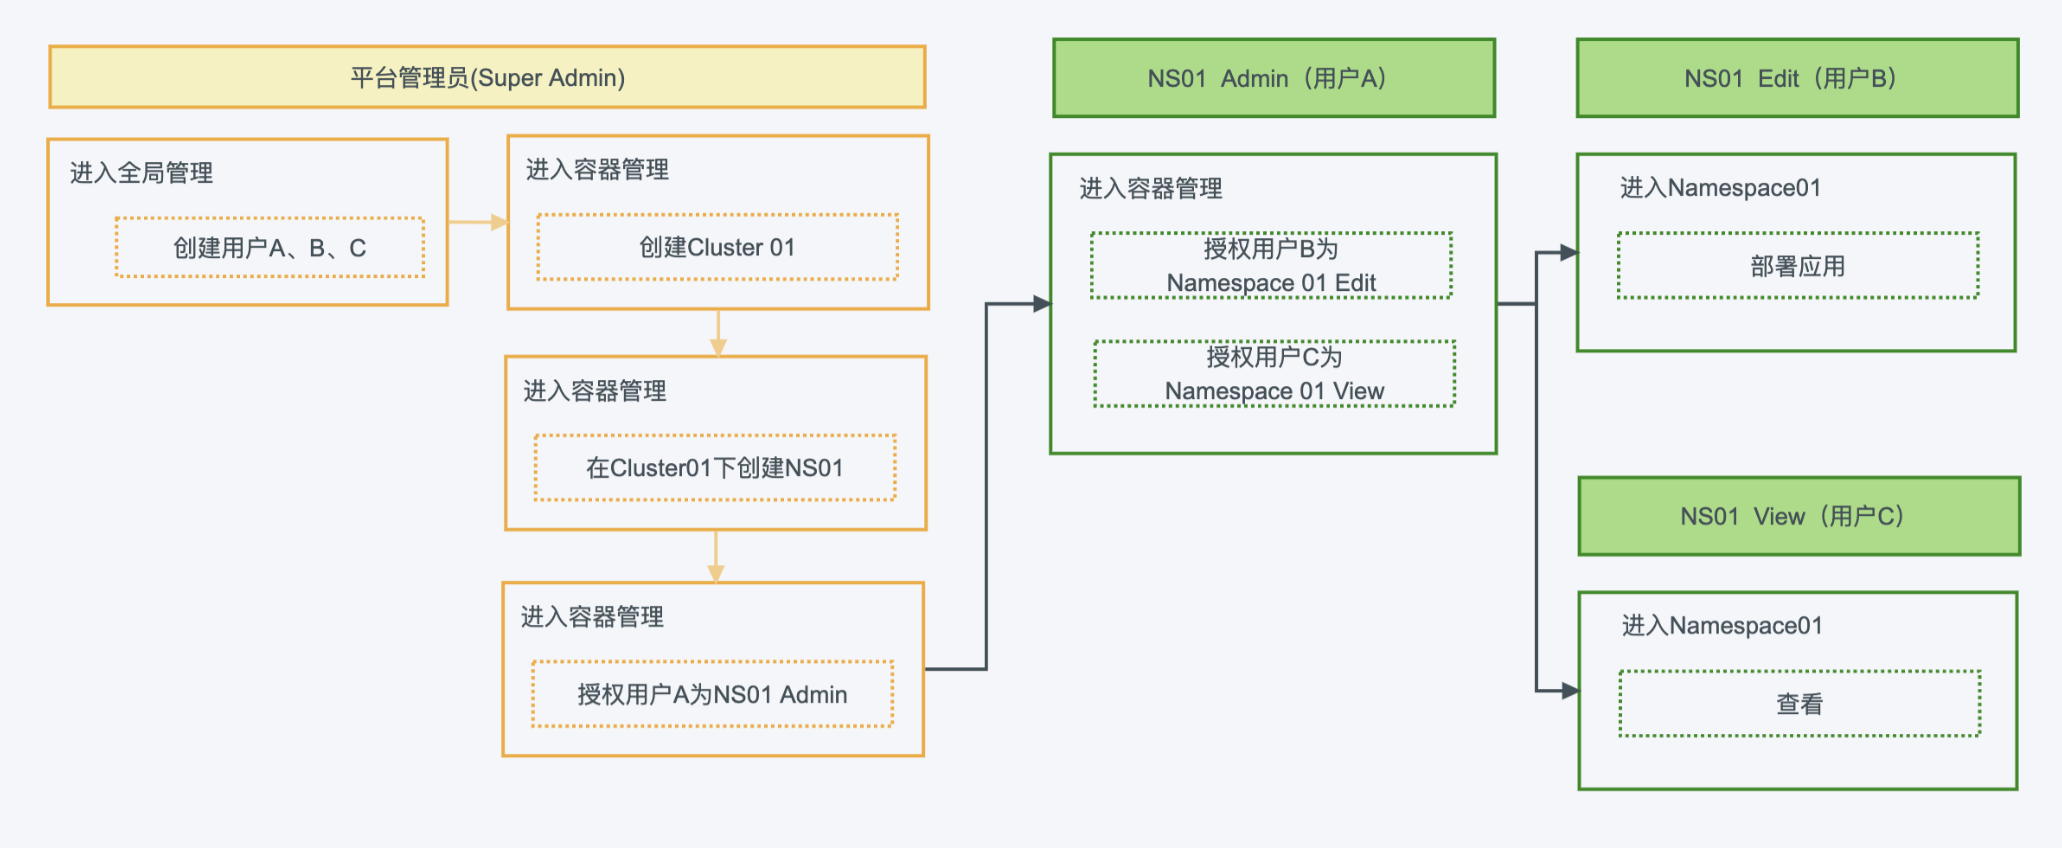 平台管理员(Super Admin)
进入全局管理
创建用户A、B、C
进入容器管理
创建Cluster 01
进入容器管理
在Cluster01下创建NS01
进入容器管理
授权用户A为NS01 Admin
NS01 Admin（用户A）
进入容器管理
授权用户B为
Namespace 01 Edit
授权用户C为
Namespace 01 View
NS01 Edit（用户B）
进入Namespace01
部署应用
NS01 View（用户C）
进入Namespace01
查看